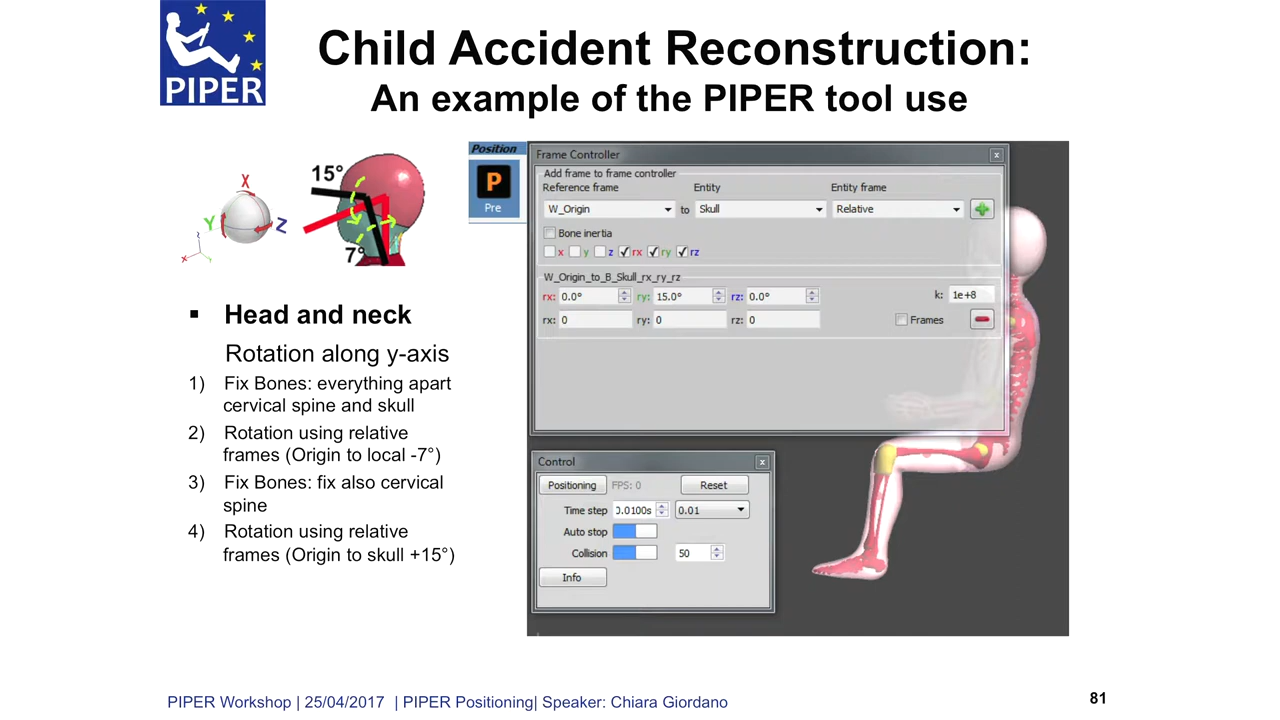 PIPER
Child Accident Reconstruction:
An example of the PIPER tool use
15°
7°
X
Y
Z
Head and neck
Rotation along y-axis
1) Fix Bones: everything apart
cervical spine and skull
2) Rotation using relative
frames (Origin to local -7°)
3) Fix Bones: fix also cervical
spine
4) Rotation using relative
frames (Origin to skull +15°)
Position
P
Pre
Frame Controller
x
Add frame to frame controller
Reference frame Entity Entity frame
W_Origin to Skull Relative
Bone inertia
x y z rx ry rz
W_Origin_to_B_Skull_rx_ry_rz
rx: 0.0° ry: 15.0° rz: 0.0° k: 1e+8
rx: 0 ry: 0 rz: 0 Frames
Control
x
Positioning FPS: 0 Reset
Time step 0.0100s 0.01
Auto stop
Collision 50
Info
PIPER Workshop | 25/04/2017 | PIPER Positioning| Speaker: Chiara Giordano
81